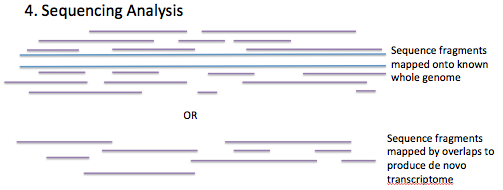 4. Sequencing Analysis
Sequence fragments
mapped onto known
whole genome
OR
Sequence fragments
mapped by overlaps to
produce de novo
transcriptome